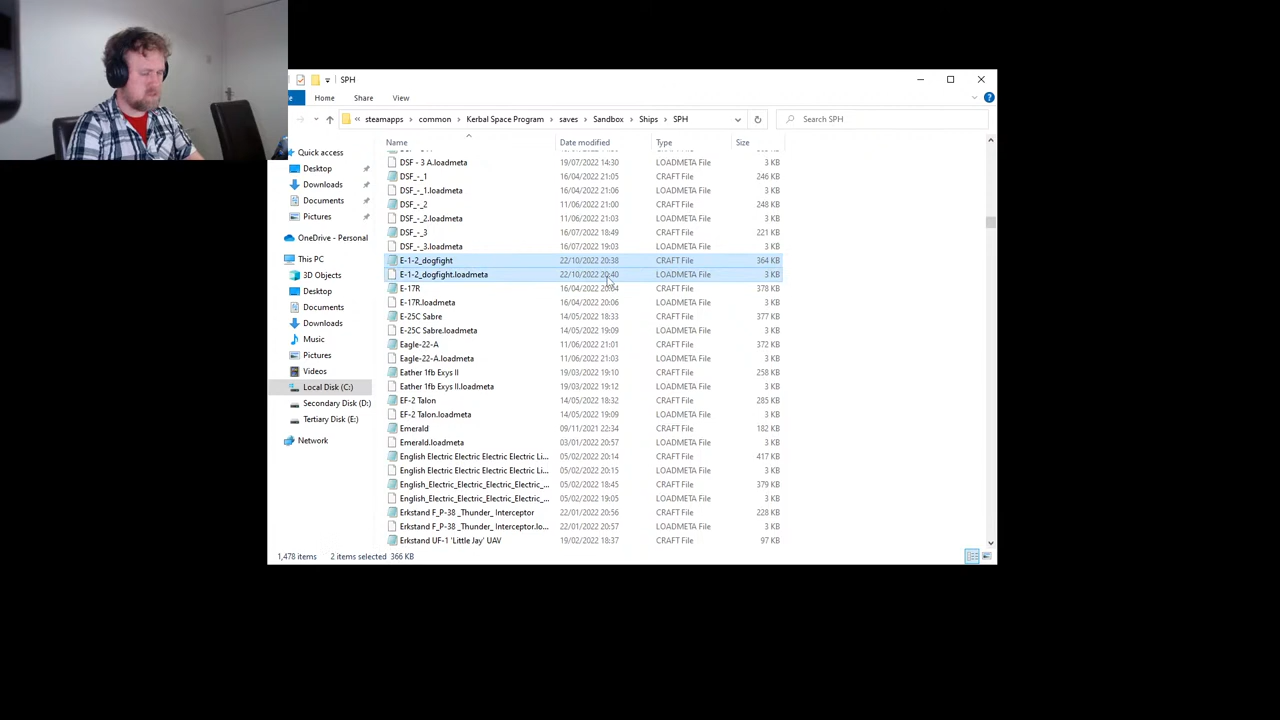 SPH
Home Share View
« steamapps › common › Kerbal Space Program › saves › Sandbox › Ships › SPH
Search SPH
Name Date modified Type Size
Quick access
Desktop
Downloads
Documents
Pictures
OneDrive - Personal
This PC
3D Objects
Desktop
Documents
Downloads
Music
Pictures
Videos
Local Disk (C:)
Secondary Disk (D:)
Tertiary Disk (E:)
Network
DSF - 3 A.loadmeta 19/07/2022 14:30 LOADMETA File 3 KB
DSF_-_1 16/04/2022 21:05 CRAFT File 246 KB
DSF_-_1.loadmeta 16/04/2022 21:06 LOADMETA File 3 KB
DSF_-_2 11/06/2022 21:00 CRAFT File 248 KB
DSF_-_2.loadmeta 11/06/2022 21:03 LOADMETA File 3 KB
DSF_-_3 16/07/2022 18:49 CRAFT File 221 KB
DSF_-_3.loadmeta 16/07/2022 19:03 LOADMETA File 3 KB
E-1-2_dogfight 22/10/2022 20:38 CRAFT File 364 KB
E-1-2_dogfight.loadmeta 22/10/2022 20:40 LOADMETA File 3 KB
E-17R 16/04/2022 20:04 CRAFT File 378 KB
E-17R.loadmeta 16/04/2022 20:06 LOADMETA File 3 KB
E-25C Sabre 14/05/2022 18:33 CRAFT File 377 KB
E-25C Sabre.loadmeta 14/05/2022 19:09 LOADMETA File 3 KB
Eagle-22-A 11/06/2022 21:01 CRAFT File 372 KB
Eagle-22-A.loadmeta 11/06/2022 21:03 LOADMETA File 3 KB
Eather 1fb Exys II 19/03/2022 19:10 CRAFT File 258 KB
Eather 1fb Exys II.loadmeta 19/03/2022 19:12 LOADMETA File 3 KB
EF-2 Talon 14/05/2022 18:32 CRAFT File 285 KB
EF-2 Talon.loadmeta 14/05/2022 19:09 LOADMETA File 3 KB
Emerald 09/11/2021 22:34 CRAFT File 182 KB
Emerald.loadmeta 03/01/2022 20:57 LOADMETA File 3 KB
English Electric Electric Electric Electric Li... 05/02/2022 20:14 CRAFT File 417 KB
English Electric Electric Electric Electric Li... 05/02/2022 20:15 LOADMETA File 3 KB
English_Electric_Electric_Electric_Electric_... 05/02/2022 18:45 CRAFT File 379 KB
English_Electric_Electric_Electric_Electric_... 05/02/2022 19:05 LOADMETA File 3 KB
Erkstand F_P-38 _Thunder_ Interceptor 22/01/2022 20:56 CRAFT File 228 KB
Erkstand F_P-38 _Thunder_ Interceptor.lo... 22/01/2022 20:57 LOADMETA File 3 KB
Erkstand UF-1 'Little Jay' UAV 19/02/2022 18:37 CRAFT File 97 KB
1,478 items 2 items selected 366 KB